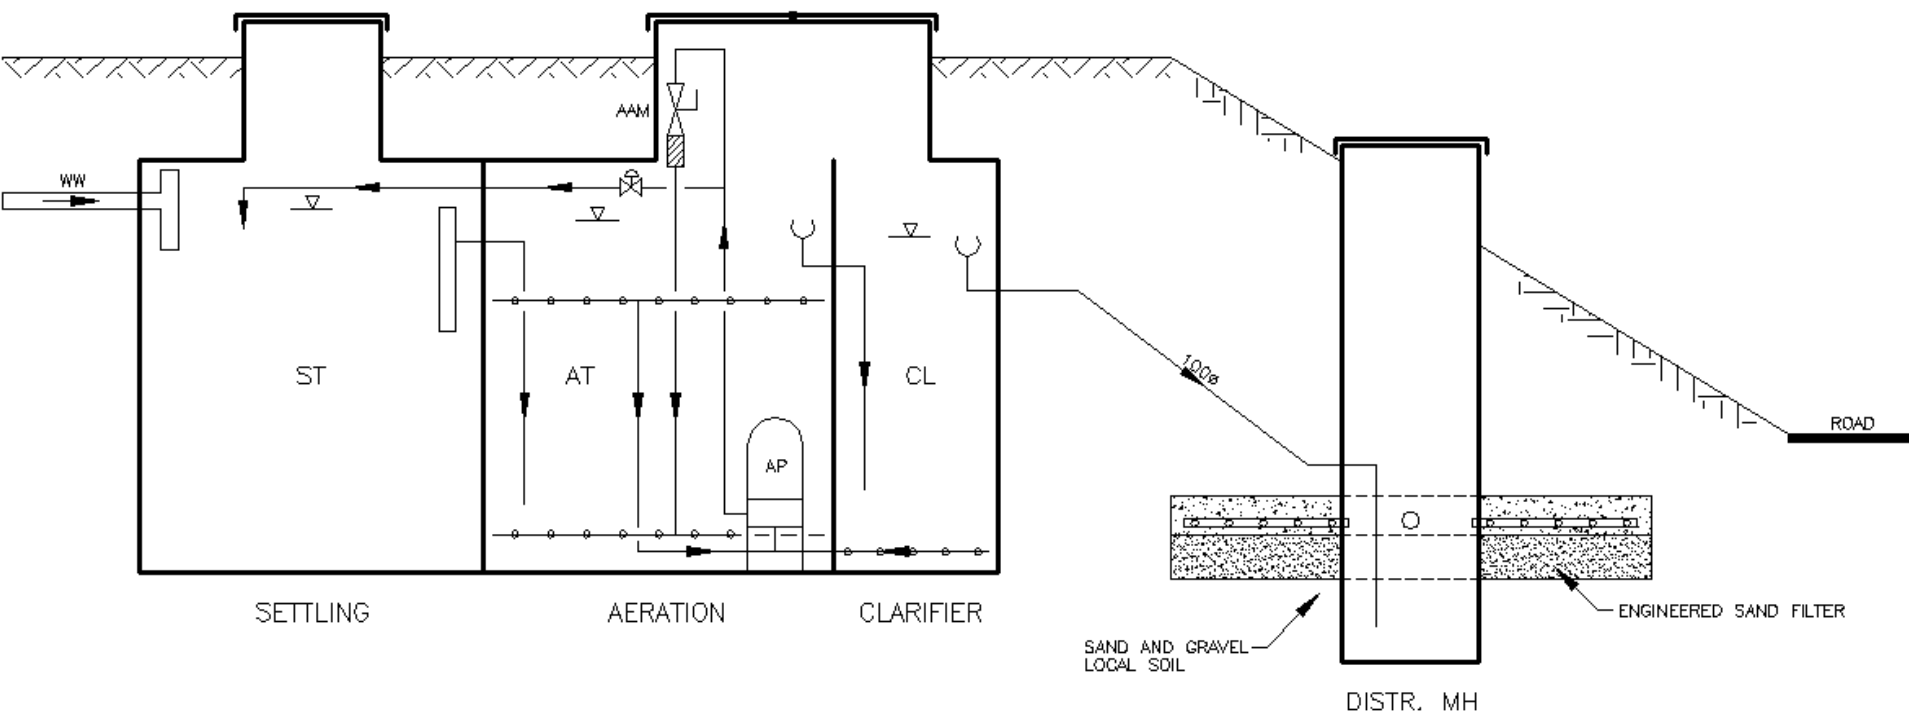 AAM
WW
ST
AT
CL
100ø
ROAD
AP
ENGINEERED SAND FILTER
SETTLING
AERATION
CLARIFIER
SAND AND GRAVEL
LOCAL SOIL
DISTR. MH